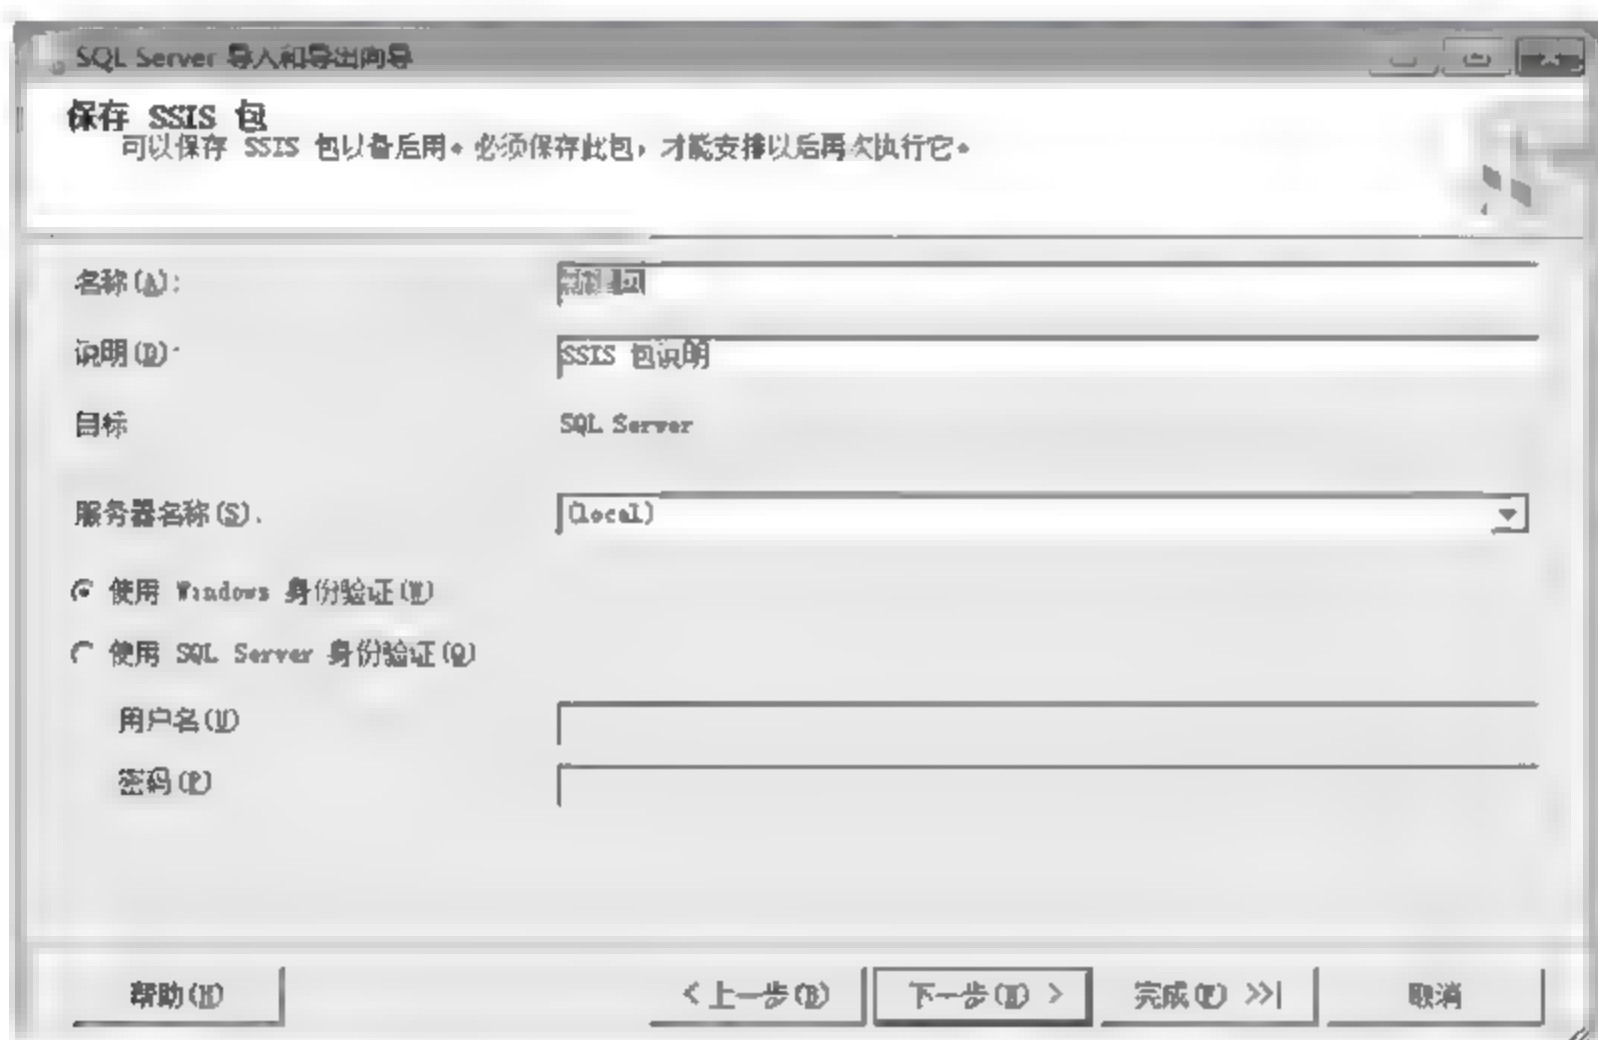 SQL Server 导入和导出向导
保存 SSIS 包
可以保存 SSIS 包以备后用。必须保存此包，才能安排以后再次执行它。
名称(A):
说明(D):
SSIS 包说明
目标
SQL Server
服务器名称(S).
(local)
使用 Windows 身份验证(W)
使用 SQL Server 身份验证(Q)
用户名(U)
密码(P)
帮助(H)
< 上一步(B)
下一步(N) >
完成(F) >>|
取消